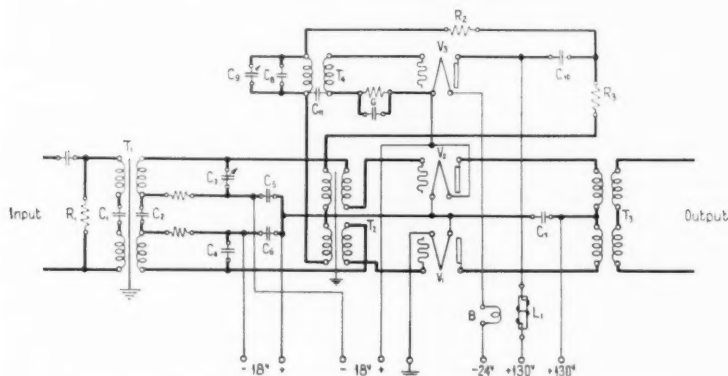 R₂
C₉
C₈
T₄
V₃
C₁₀
C₁₁
G
R₃
T₁
Input
R₁
C₁
C₂
C₃
C₅
C₆
C₄
T₂
V₂
V₁
C₇
T₃
Output
B
L₁
- 18ᵛ +
- 18ᵛ +
-24ᵛ
+130ᵛ
+130ᵛ